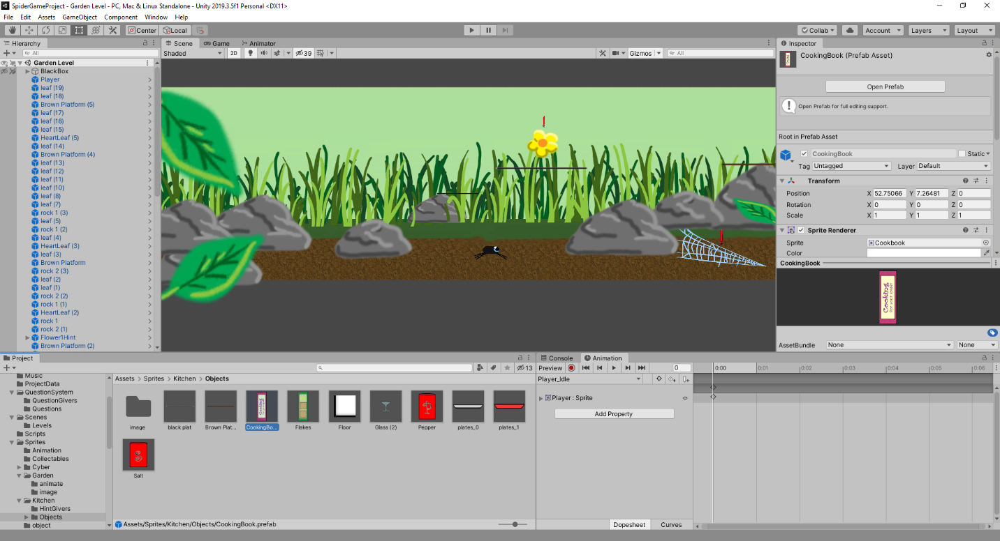 SpiderGameProject - Garden Level - PC, Mac & Linux Standalone - Unity 2019.3.5f1 Personal <DX11>
File Edit Assets GameObject Component Window Help
Center Local Collab Account Layers Layout
Hierarchy
All
Garden Level
BlackBox
Player
leaf (19)
leaf (18)
Brown Platform (5)
leaf (17)
leaf (16)
leaf (15)
HeartLeaf (5)
leaf (14)
Brown Platform (4)
leaf (13)
leaf (12)
leaf (11)
leaf (10)
leaf (8)
leaf (7)
rock 1 (3)
leaf (5)
rock 1 (2)
leaf (4)
HeartLeaf (3)
leaf (3)
Brown Platform
rock 2 (3)
leaf (2)
leaf (1)
rock 2 (2)
rock 1 (1)
HeartLeaf (2)
rock 1
rock 2 (1)
Flower1Hint
Brown Platform (2)
Scene Game Animator
Shaded 2D 39 Gizmos All
Inspector
CookingBook (Prefab Asset)
Open Prefab
Open Prefab for full editing support.
Root in Prefab Asset
CookingBook Static
Tag Untagged Layer Default
Transform
Position X 52.75066 Y 7.26481 Z 0
Rotation X 0 Y 0 Z 0
Scale X 1 Y 1 Z 1
Sprite Renderer
Sprite Cookbook
Color
CookingBook
Cooking
AssetBundle None None
Project
13
Music
ProjectData
QuestionSystem
QuestionGivers
Questions
Scenes
Levels
Scripts
Sprites
Animation
Collectables
Cyber
Garden
animate
image
Kitchen
HintGivers
Objects
object
Assets > Sprites > Kitchen > Objects
image black plat Brown Plat... CookingBo... Flakes Floor Glass (2) Pepper plates_0 plates_1
Salt
Assets/Sprites/Kitchen/Objects/CookingBook.prefab
Console Animation
Preview 0
Player_Idle
0:00 0:01 0:02 0:03 0:04 0:05 0:06
Player : Sprite
Add Property
Dopesheet Curves